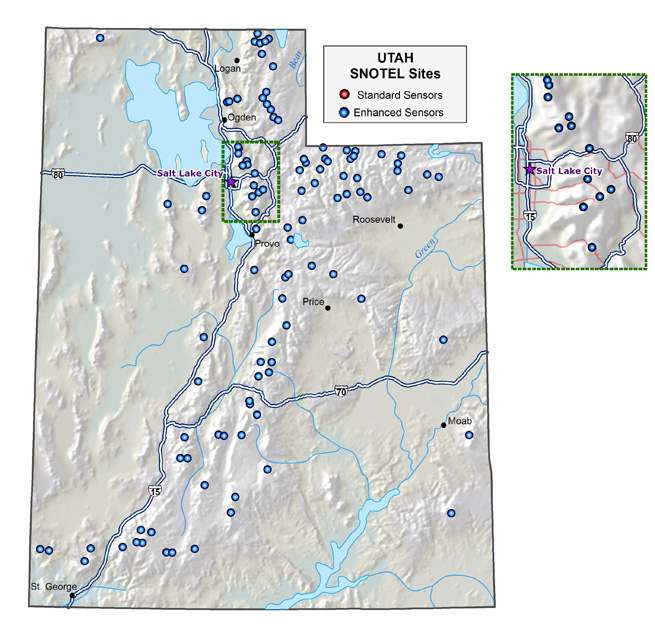 UTAH
SNOTEL Sites
Standard Sensors
Enhanced Sensors
Logan
Bear
Ogden
80
Salt Lake City
Roosevelt
Provo
Green
Price
70
Moab
15
St. George
80
Salt Lake City
15